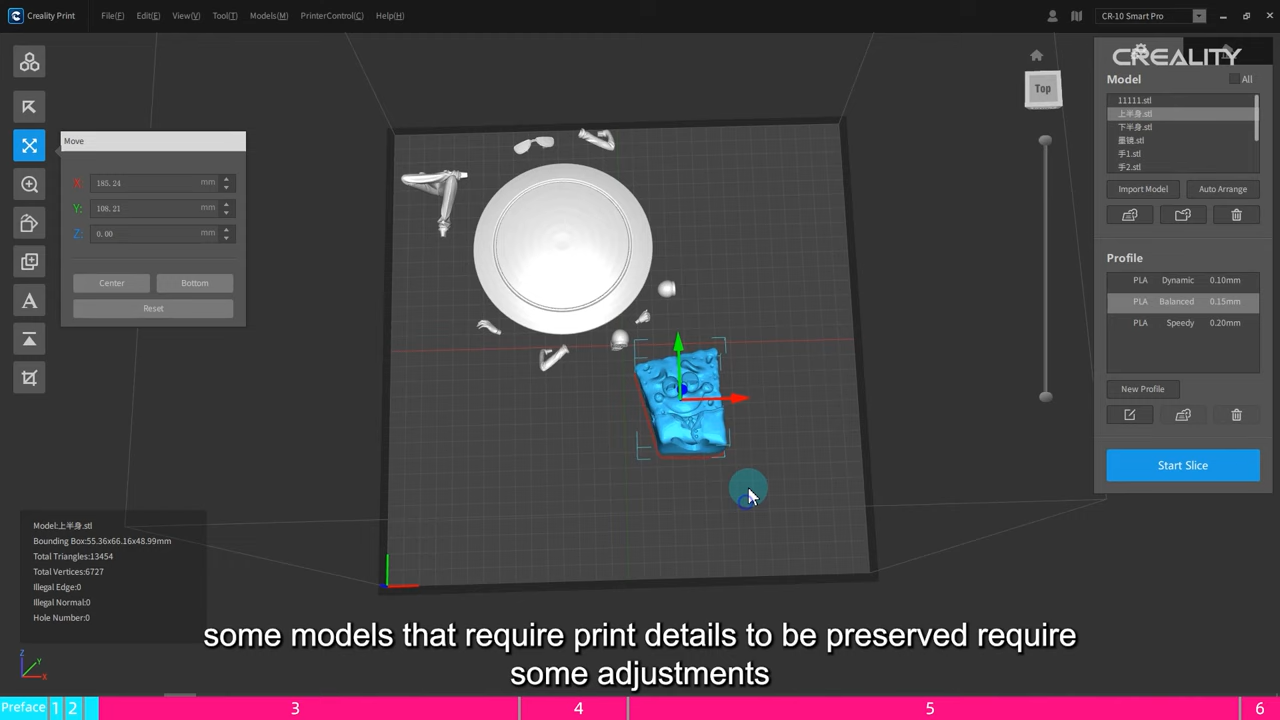 Creality Print
File(F)
Edit(E)
View(V)
Tool(T)
Models(M)
PrinterControl(C)
Help(H)
CR-10 Smart Pro
CREALITY
Top
Move
X 185.24 mm
Y: 108.21 mm
Z: 0.00 mm
Center
Bottom
Reset
Model
All
11111.stl
上半身.stl
下半身.stl
墨镜.stl
手1.stl
手2.stl
Import Model
Auto Arrange
Profile
PLA Dynamic 0.10mm
PLA Balanced 0.15mm
PLA Speedy 0.20mm
New Profile
Start Slice
Model:上半身.stl
Bounding Box:55.36x66.16x48.99mm
Total Triangles:13454
Total Vertices:6727
Illegal Edge:0
Illegal Normal:0
Hole Number:0
Z
Y
X
some models that require print details to be preserved require
some adjustments
Preface 1 2 3 4 5 6